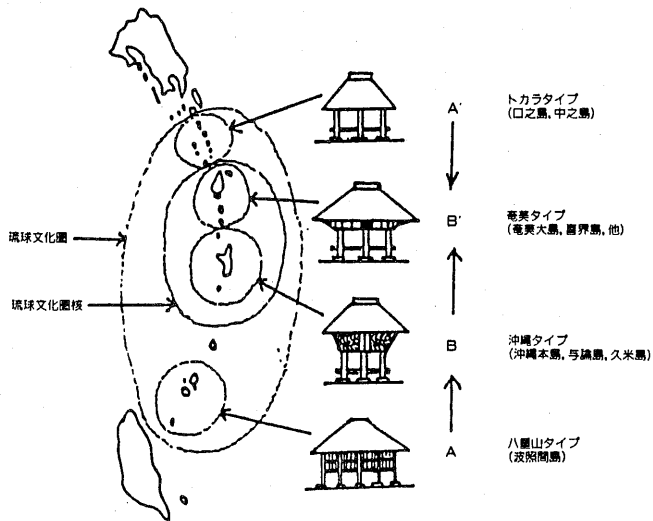 トカラタイプ
(口之島, 中之島)
A'
奄美タイプ
(奄美大島, 喜界島, 他)
B'
琉球文化圏
琉球文化圏核
沖縄タイプ
(沖縄本島, 与論島, 久米島)
B
八重山タイプ
(波照間島)
A